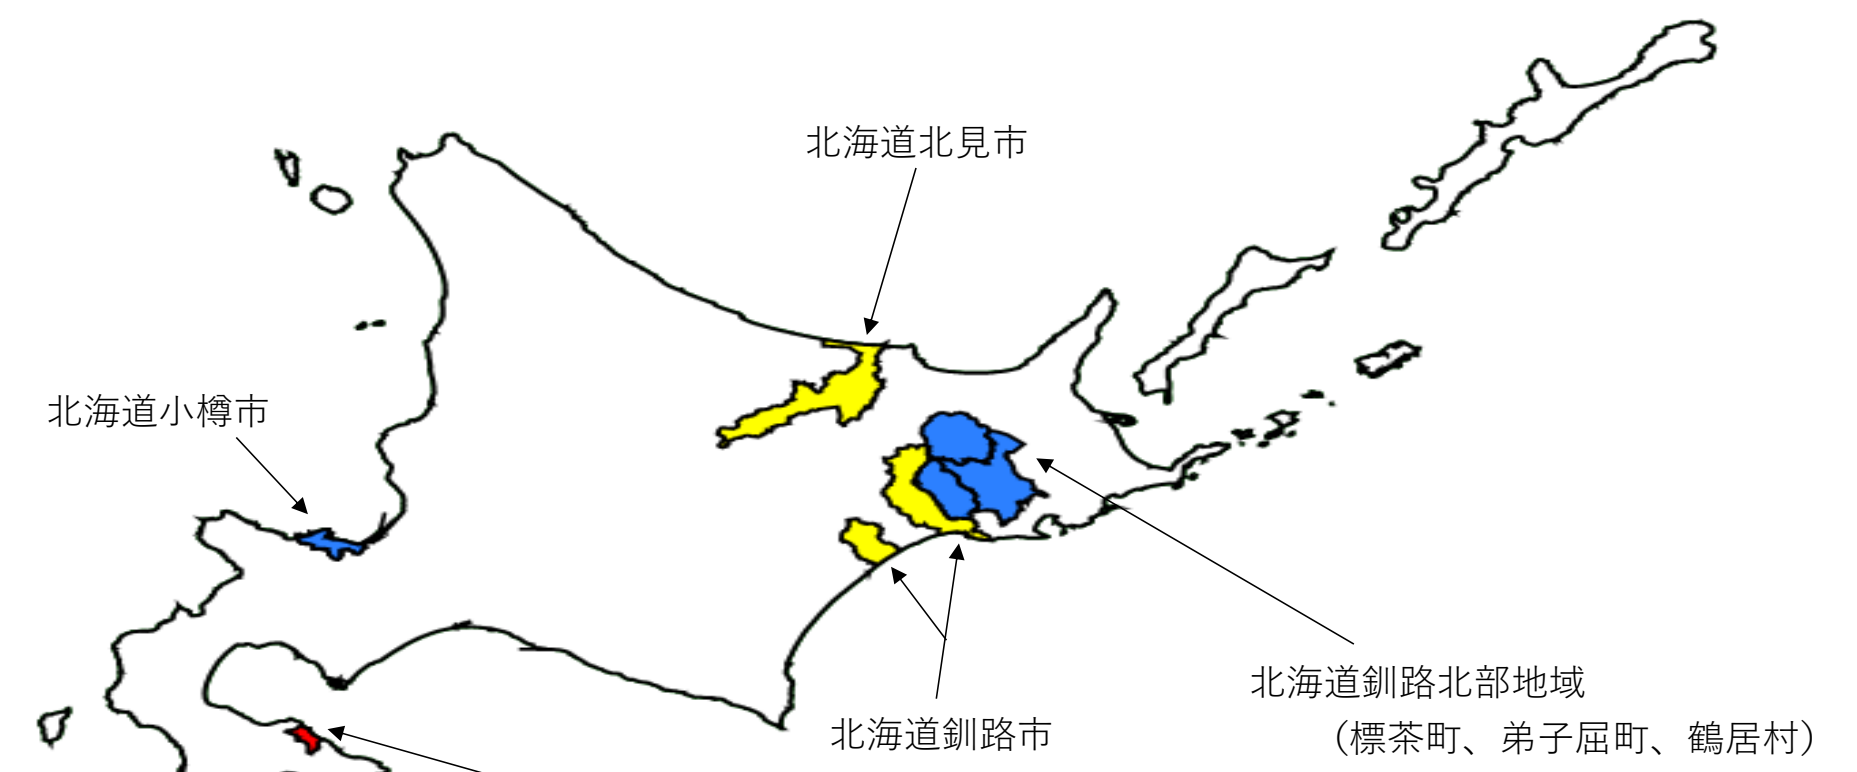 北海道北見市
北海道小樽市
北海道釧路北部地域
北海道釧路市
（標茶町、弟子屈町、鶴居村）